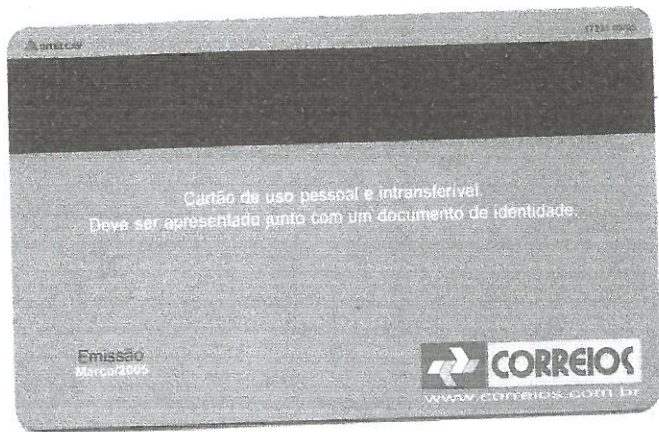 Cartão de uso pessoal e intransferível
Deve ser apresentado junto com um documento de identidade.
Emissão
Março/2005
CORREIOS
www.correios.com.br